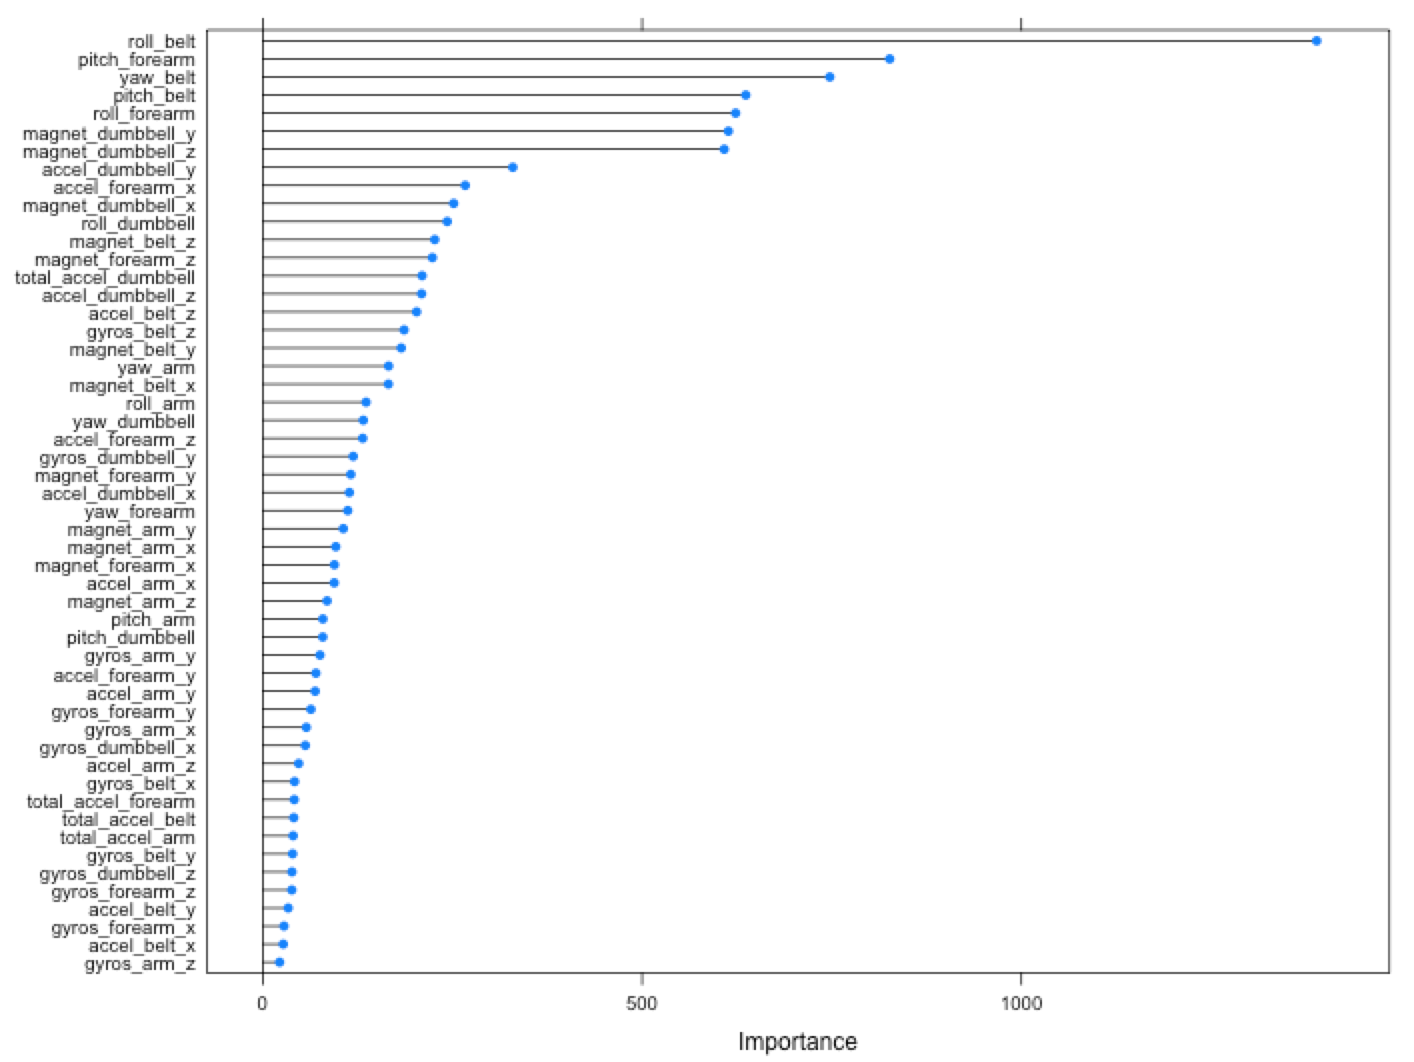 roll_belt
pitch_forearm
yaw_belt
pitch_belt
roll_forearm
magnet_dumbbell_y
magnet_dumbbell_z
accel_dumbbell_y
accel_forearm_x
magnet_dumbbell_x
roll_dumbbell
magnet_belt_z
magnet_forearm_z
total_accel_dumbbell
accel_dumbbell_z
accel_belt_z
gyros_belt_z
magnet_belt_y
yaw_arm
magnet_belt_x
roll_arm
yaw_dumbbell
accel_forearm_z
gyros_dumbbell_y
magnet_forearm_y
accel_dumbbell_x
yaw_forearm
magnet_arm_y
magnet_arm_x
magnet_forearm_x
accel_arm_x
magnet_arm_z
pitch_arm
pitch_dumbbell
gyros_arm_y
accel_forearm_y
accel_arm_y
gyros_forearm_y
gyros_arm_x
gyros_dumbbell_x
accel_arm_z
gyros_belt_x
total_accel_forearm
total_accel_belt
total_accel_arm
gyros_belt_y
gyros_dumbbell_z
gyros_forearm_z
accel_belt_y
gyros_forearm_x
accel_belt_x
gyros_arm_z
0 500 1000
Importance